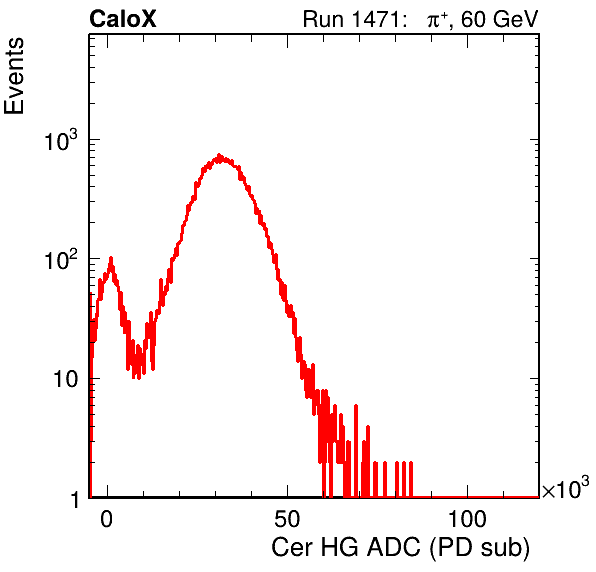 CaloX Run 1471: π⁺, 60 GeV
Events
10³
10²
10
1
0 50 100 ×10³
Cer HG ADC (PD sub)